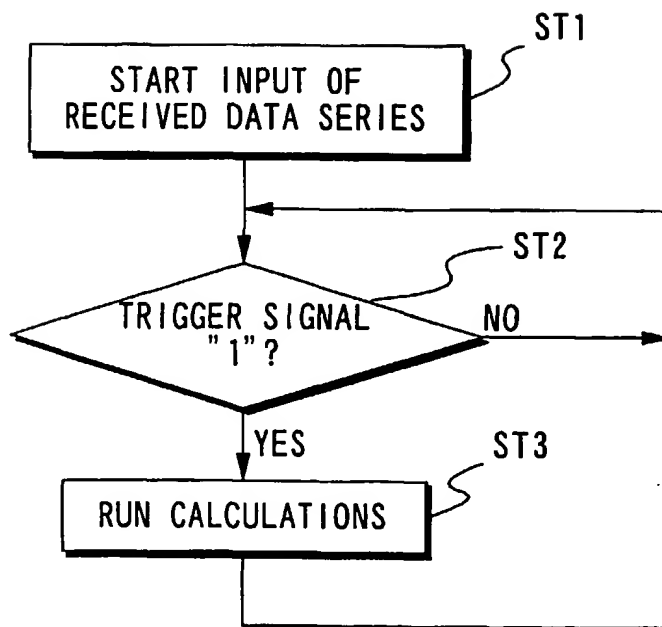 ST1
START INPUT OF
RECEIVED DATA SERIES
ST2
TRIGGER SIGNAL
"1"?
NO
YES
ST3
RUN CALCULATIONS